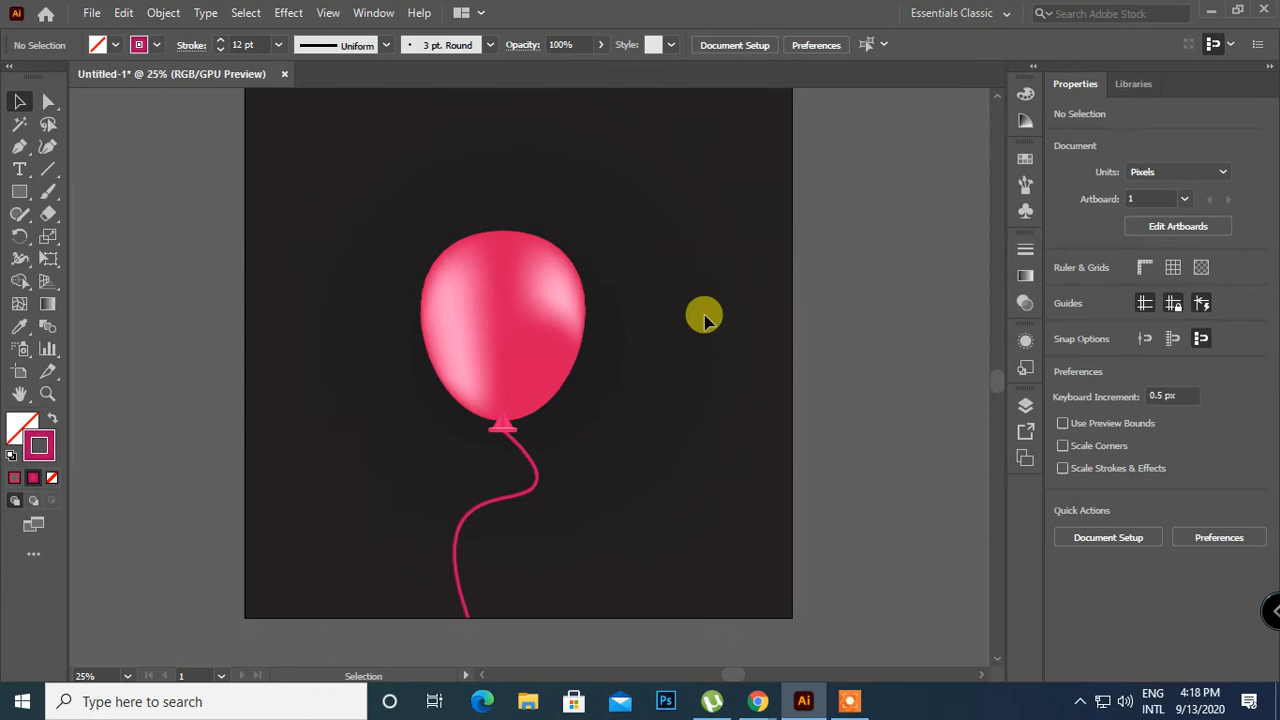 Ai File Edit Object Type Select Effect View Window Help Essentials Classic Search Adobe Stock
No Selection Stroke: 12 pt Uniform 3 pt. Round Opacity: 100% Style: Document Setup Preferences
Untitled-1* @ 25% (RGB/GPU Preview)
Properties Libraries
No Selection
Document
Units: Pixels
Artboard: 1
Edit Artboards
Ruler & Grids
Guides
Snap Options
Preferences
Keyboard Increment: 0.5 px
Use Preview Bounds
Scale Corners
Scale Strokes & Effects
Quick Actions
Document Setup Preferences
25% 1 Selection
Type here to search Ps Ai ENG 4:18 PM
INTL 9/13/2020